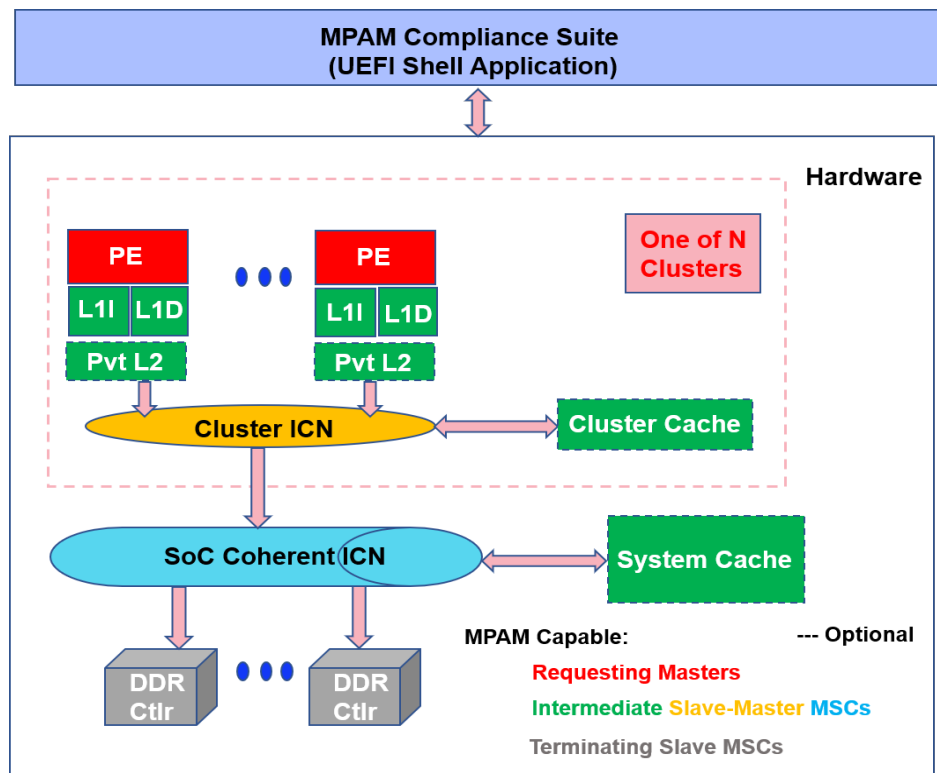 MPAM Compliance Suite
(UEFI Shell Application)
Hardware
One of N
Clusters
PE
PE
L1I
L1D
L1I
L1D
Pvt L2
Pvt L2
Cluster ICN
Cluster Cache
SoC Coherent ICN
System Cache
MPAM Capable:
--- Optional
DDR
Ctlr
DDR
Ctlr
Requesting Masters
Intermediate Slave-Master MSCs
Terminating Slave MSCs